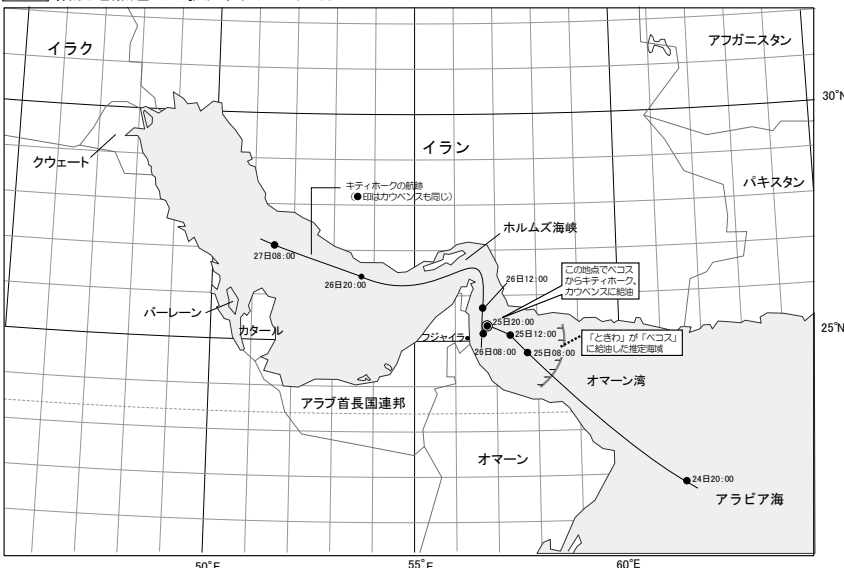 イラク
アフガニスタン
30°N
イラン
クウェート
パキスタン
キティホークの航跡
(●印はカウペンスも同じ)
ホルムズ海峡
27日08:00
26日20:00
26日12:00
この地点でペコス
からキティホーク、
カウペンスに給油
バーレーン
カタール
フジャイラ
25日20:00
25日12:00
25°N
26日08:00
25日08:00
「ときわ」が「ペコス」
に給油した推定海域
オマーン湾
アラブ首長国連邦
オマーン
24日20:00
アラビア海
50°E
55°E
60°E